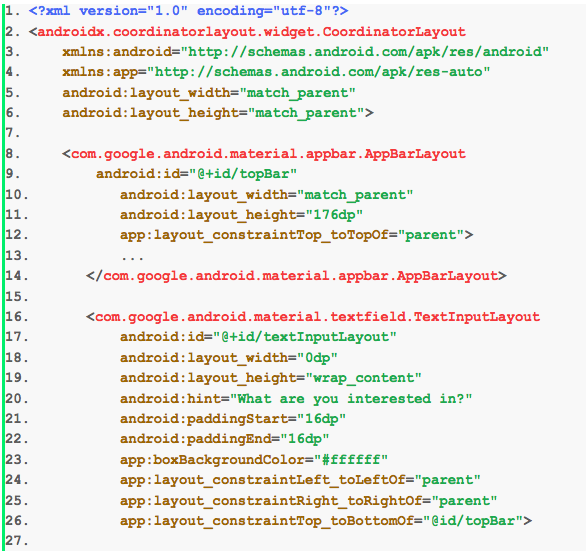 1. <?xml version="1.0" encoding="utf-8"?>
2. <androidx.coordinatorlayout.widget.CoordinatorLayout
3. xmlns:android="http://schemas.android.com/apk/res/android"
4. xmlns:app="http://schemas.android.com/apk/res-auto"
5. android:layout_width="match_parent"
6. android:layout_height="match_parent">
7.
8. <com.google.android.material.appbar.AppBarLayout
9. android:id="@+id/topBar"
10. android:layout_width="match_parent"
11. android:layout_height="176dp"
12. app:layout_constraintTop_toTopOf="parent">
13. ...
14. </com.google.android.material.appbar.AppBarLayout>
15.
16. <com.google.android.material.textfield.TextInputLayout
17. android:id="@+id/textInputLayout"
18. android:layout_width="0dp"
19. android:layout_height="wrap_content"
20. android:hint="What are you interested in?"
21. android:paddingStart="16dp"
22. android:paddingEnd="16dp"
23. app:boxBackgroundColor="#ffffff"
24. app:layout_constraintLeft_toLeftOf="parent"
25. app:layout_constraintRight_toRightOf="parent"
26. app:layout_constraintTop_toBottomOf="@id/topBar">
27.